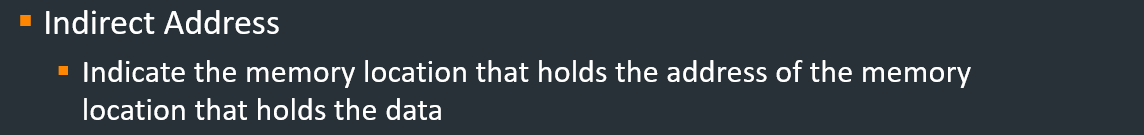 Indirect Address
Indicate the memory location that holds the address of the memory
location that holds the data